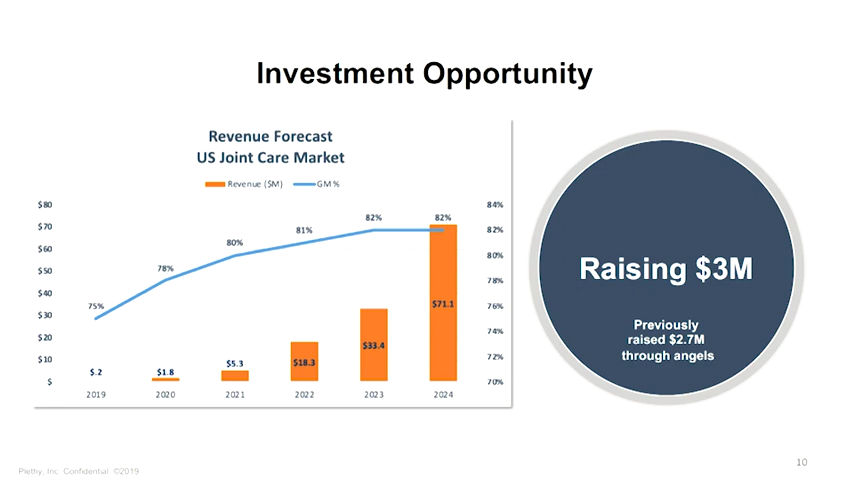 Investment Opportunity
Revenue Forecast
US Joint Care Market
Revenue ($M) GM %
$80 84%
$70 82% 82% 82%
$60 80% 81% 80%
$50 78% 78%
$40 75% 76%
$30 $71.1 74%
$20 $33.4 72%
$10 $.2 $1.8 $5.3 $18.3
$ 70%
2019 2020 2021 2022 2023 2024
Raising $3M
Previously
raised $2.7M
through angels
Plethy, Inc. Confidential. ©2019
10